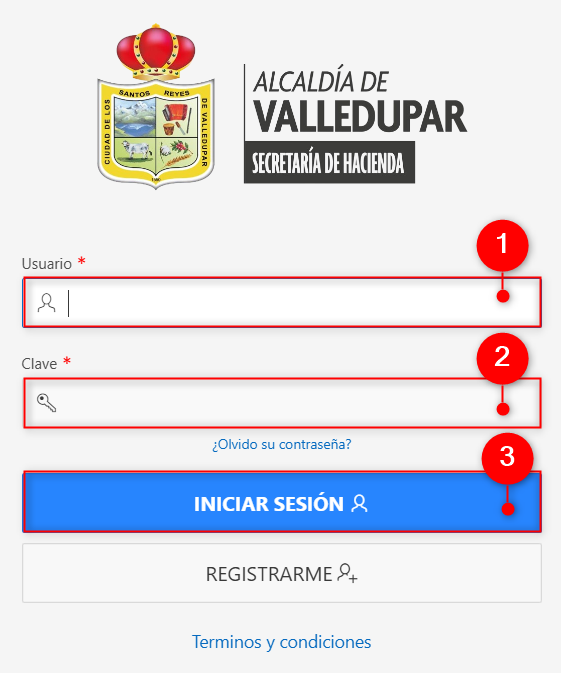 SANTOS REYES
CIUDAD DE LOS
DE VALLEDUPAR
ALCALDÍA DE
VALLEDUPAR
SECRETARÍA DE HACIENDA
1
Usuario *
2
Clave *
¿Olvido su contraseña?
3
INICIAR SESIÓN
REGISTRARME
Terminos y condiciones